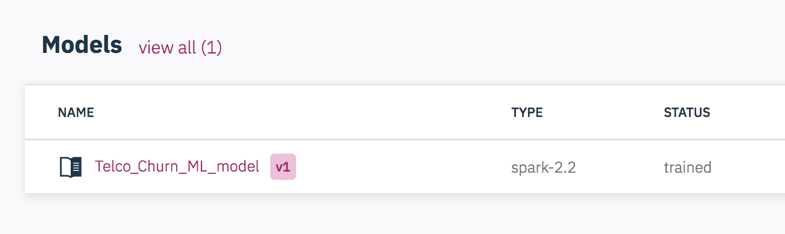 Models view all (1)
NAME TYPE STATUS
Telco_Churn_ML_model v1 spark-2.2 trained